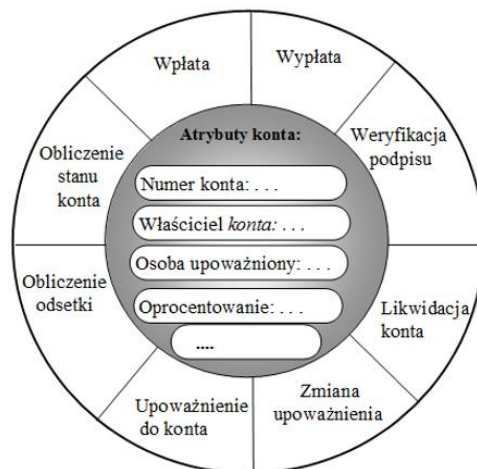 Wpłata
Wypłata
Weryfikacja
podpisu
Likwidacja
konta
Zmiana
upoważnienia
Upoważnienie
do konta
Obliczenie
odsetki
Obliczenie
stanu
konta
Atrybuty konta:
Numer konta: . . .
Właściciel konta: . . .
Osoba upoważniony: . . .
Oprocentowanie: . . .
....